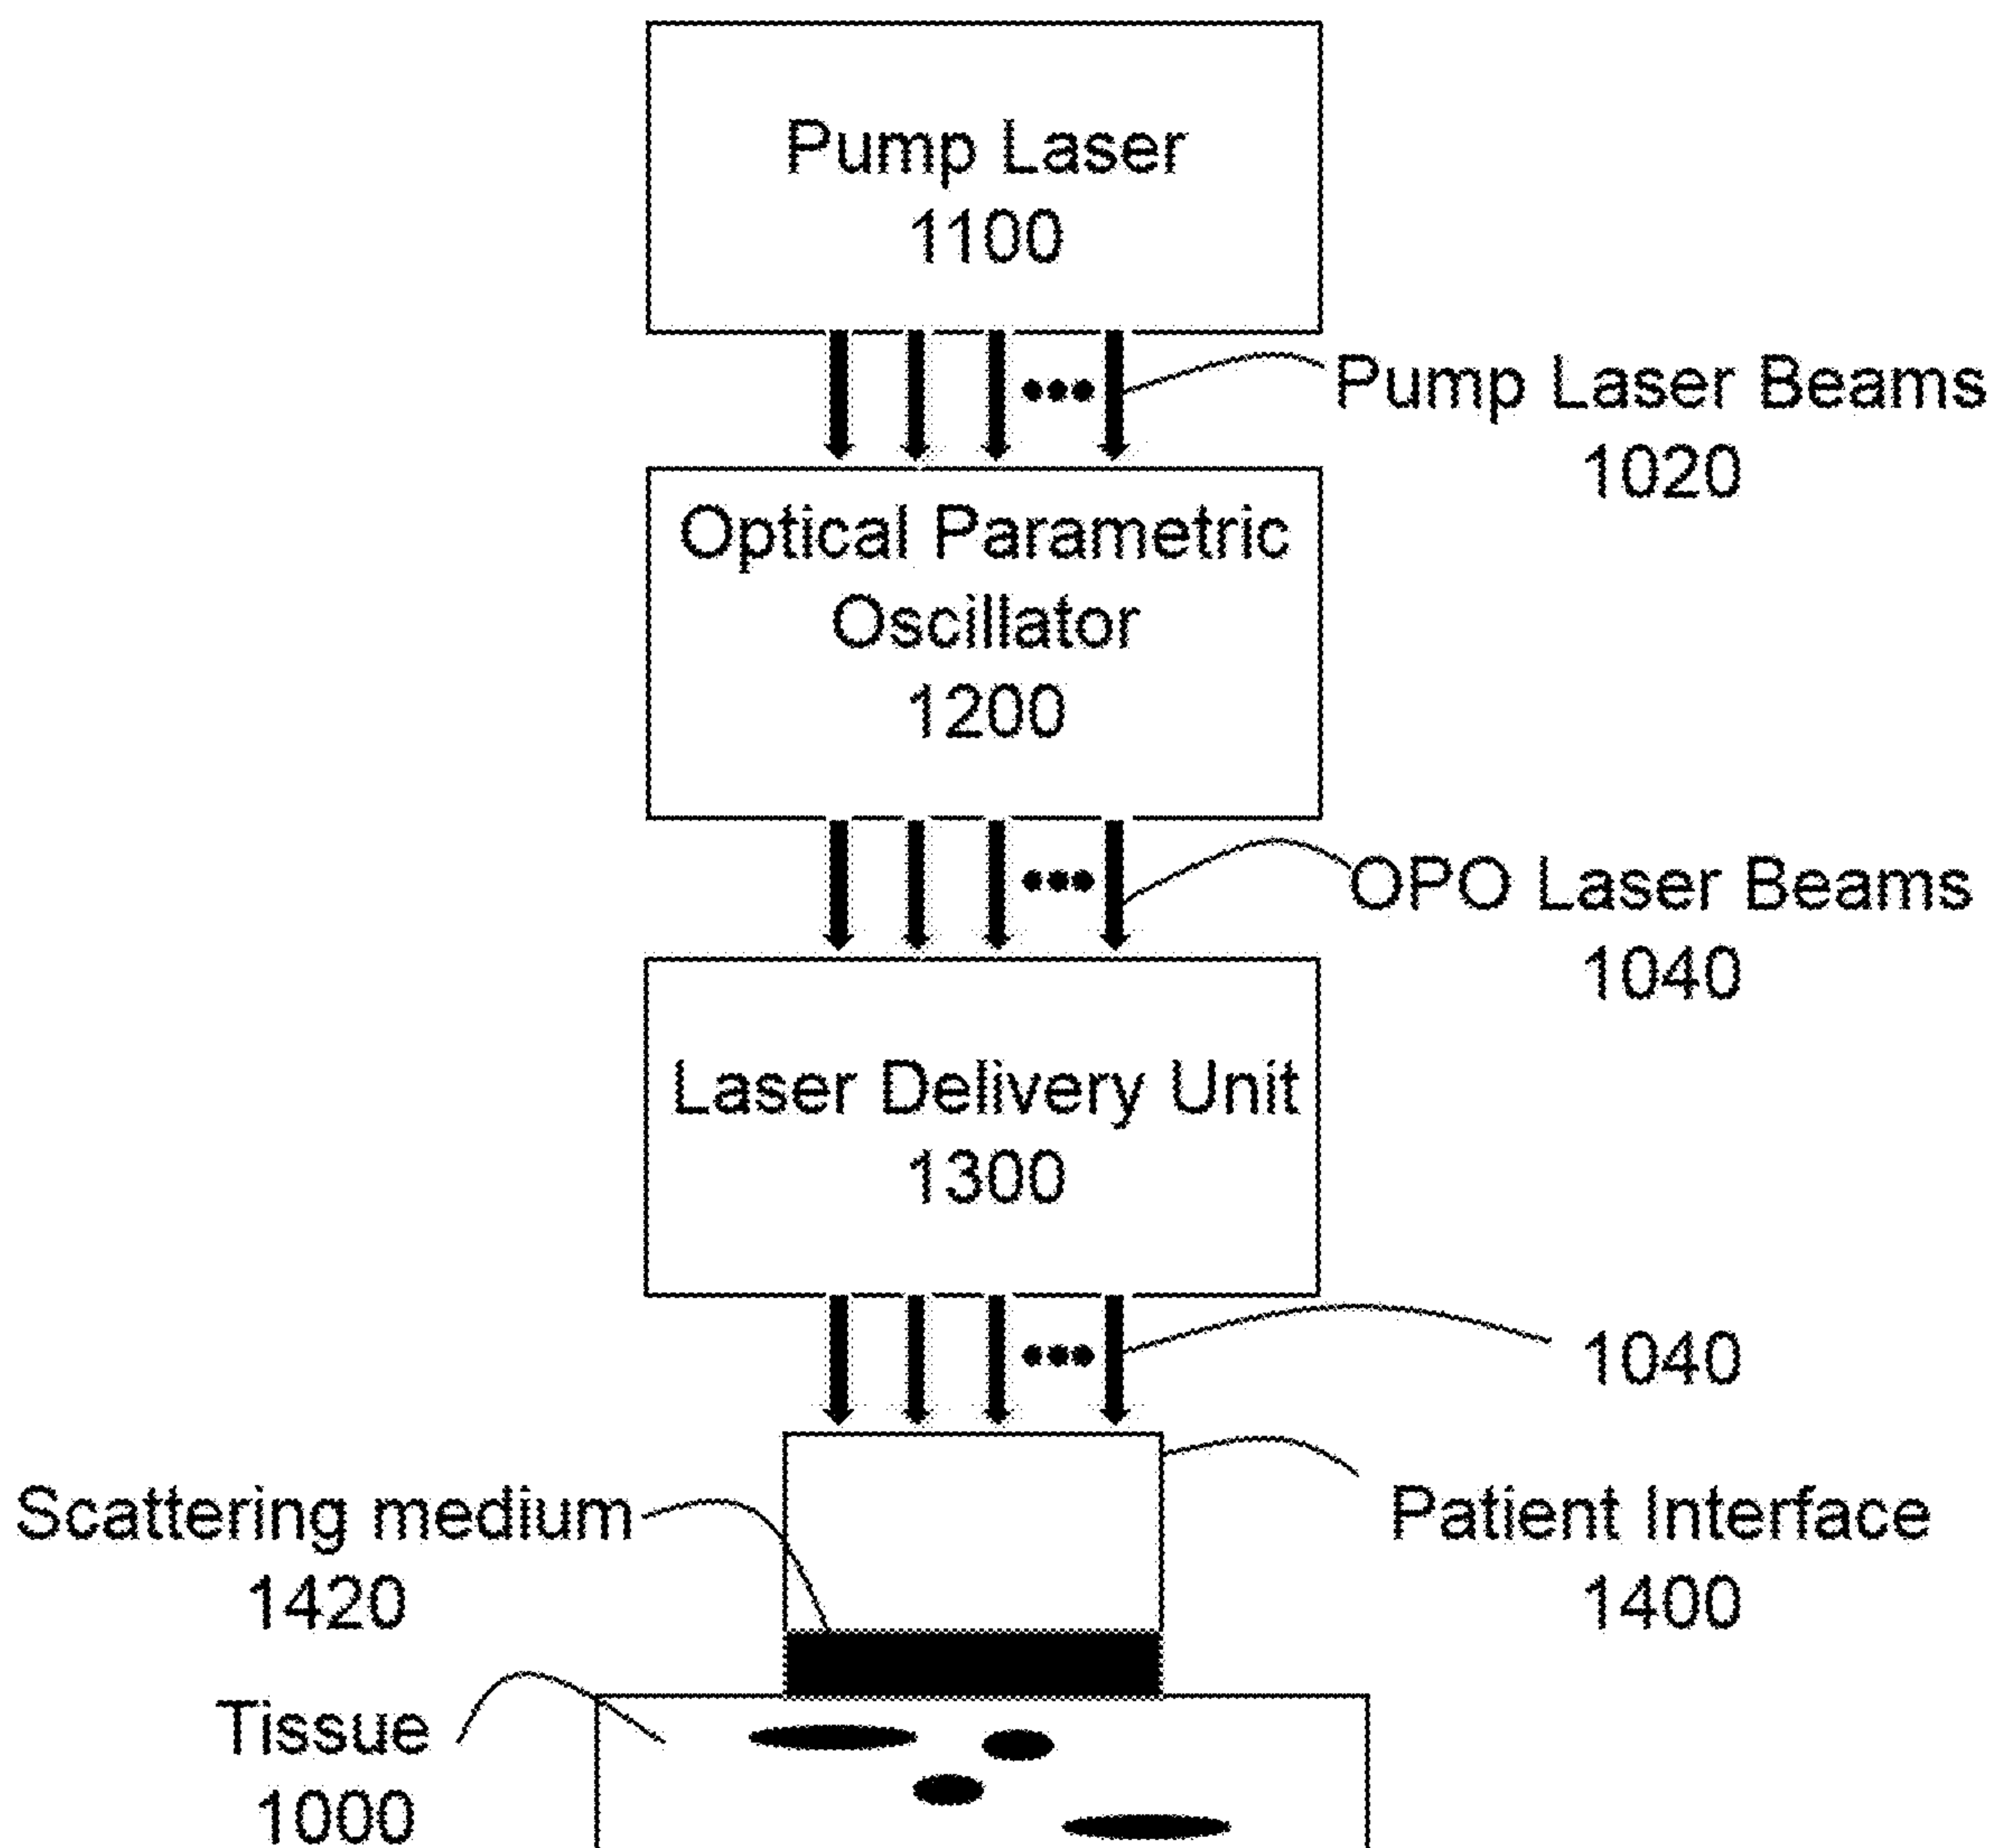 Pump Laser
1100
Pump Laser Beams
1020
Optical Parametric
Oscillator
1200
OPO Laser Beams
1040
Laser Delivery Unit
1300
1040
Scattering medium
1420
Patient Interface
1400
Tissue
1000